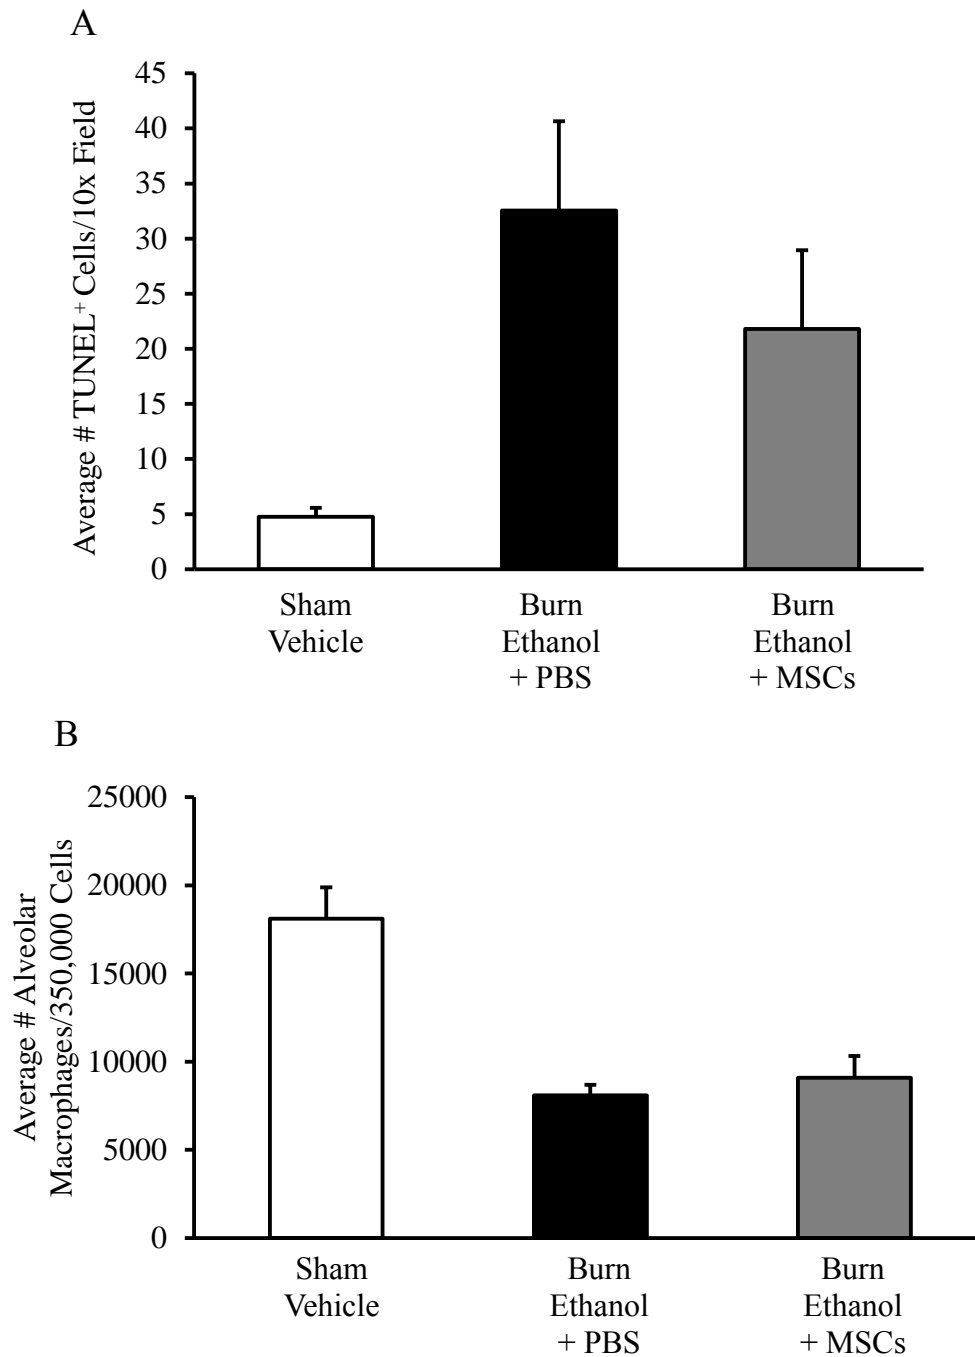 A
Average # TUNEL⁺ Cells/10x Field
45
40
35
30
25
20
15
10
5
0
Sham
Vehicle
Burn
Ethanol
+ PBS
Burn
Ethanol
+ MSCs
B
Average # Alveolar
Macrophages/350,000 Cells
25000
20000
15000
10000
5000
0
Sham
Vehicle
Burn
Ethanol
+ PBS
Burn
Ethanol
+ MSCs